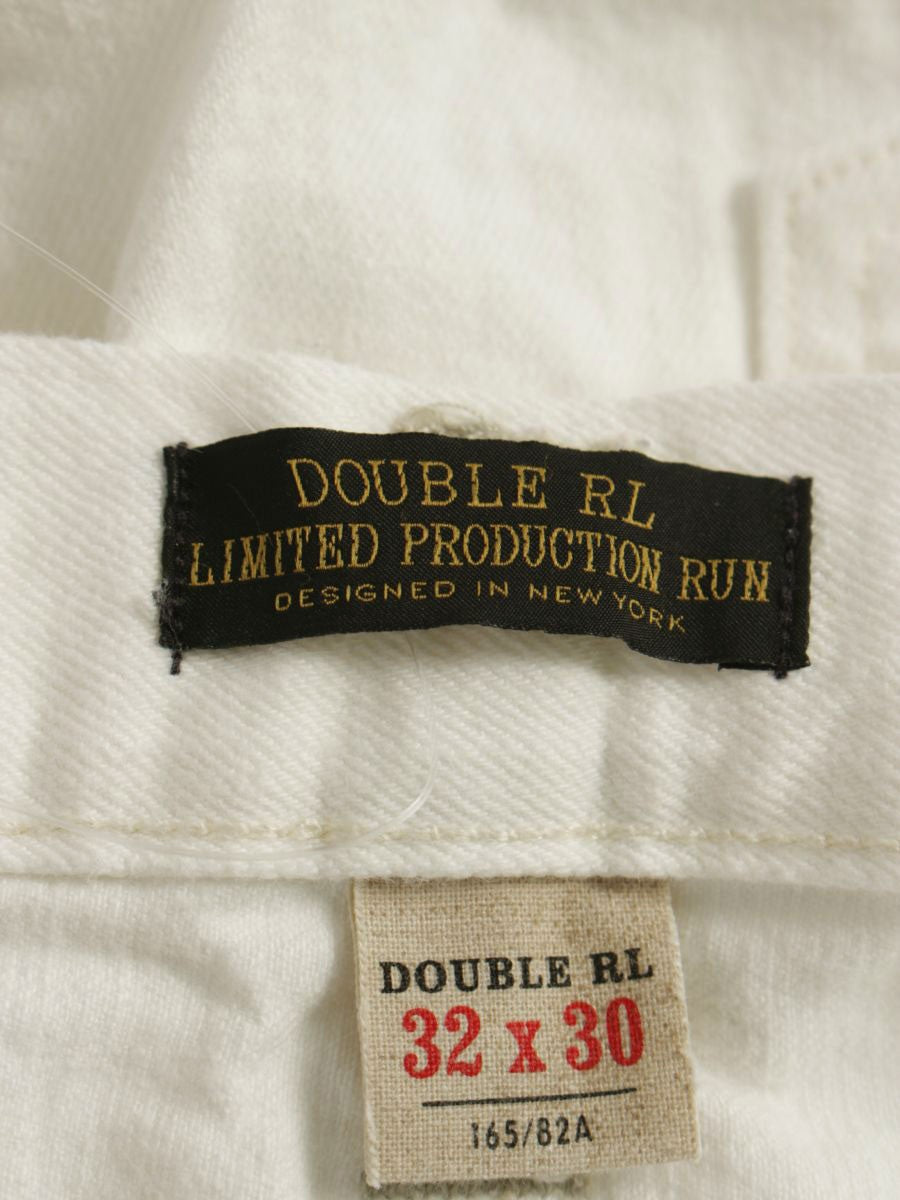 DOUBLE RL
LIMITED PRODUCTION RUN
DESIGNED IN NEW YORK
DOUBLE RL
32 x 30
165/82A